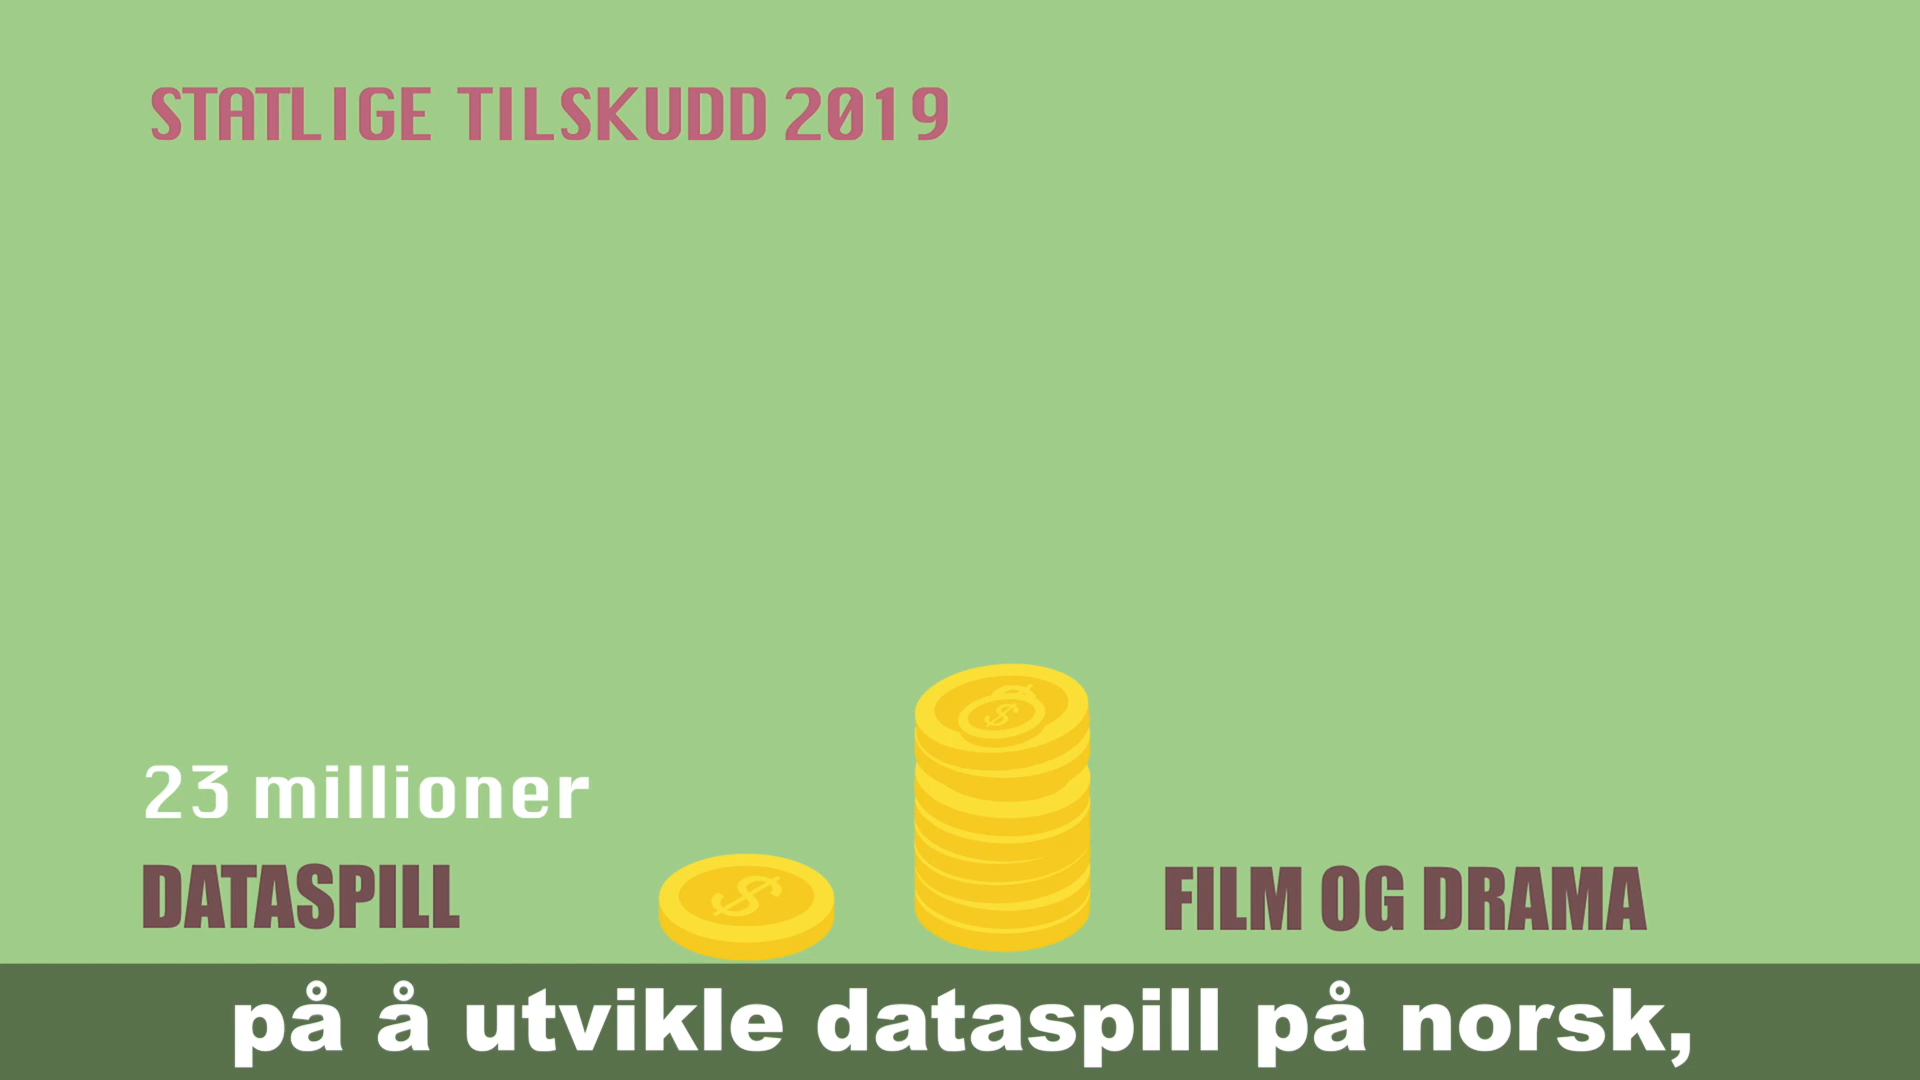 STATLIGE TILSKUDD 2019
23 millioner
DATASPILL
FILM OG DRAMA
på å utvikle dataspill på norsk,